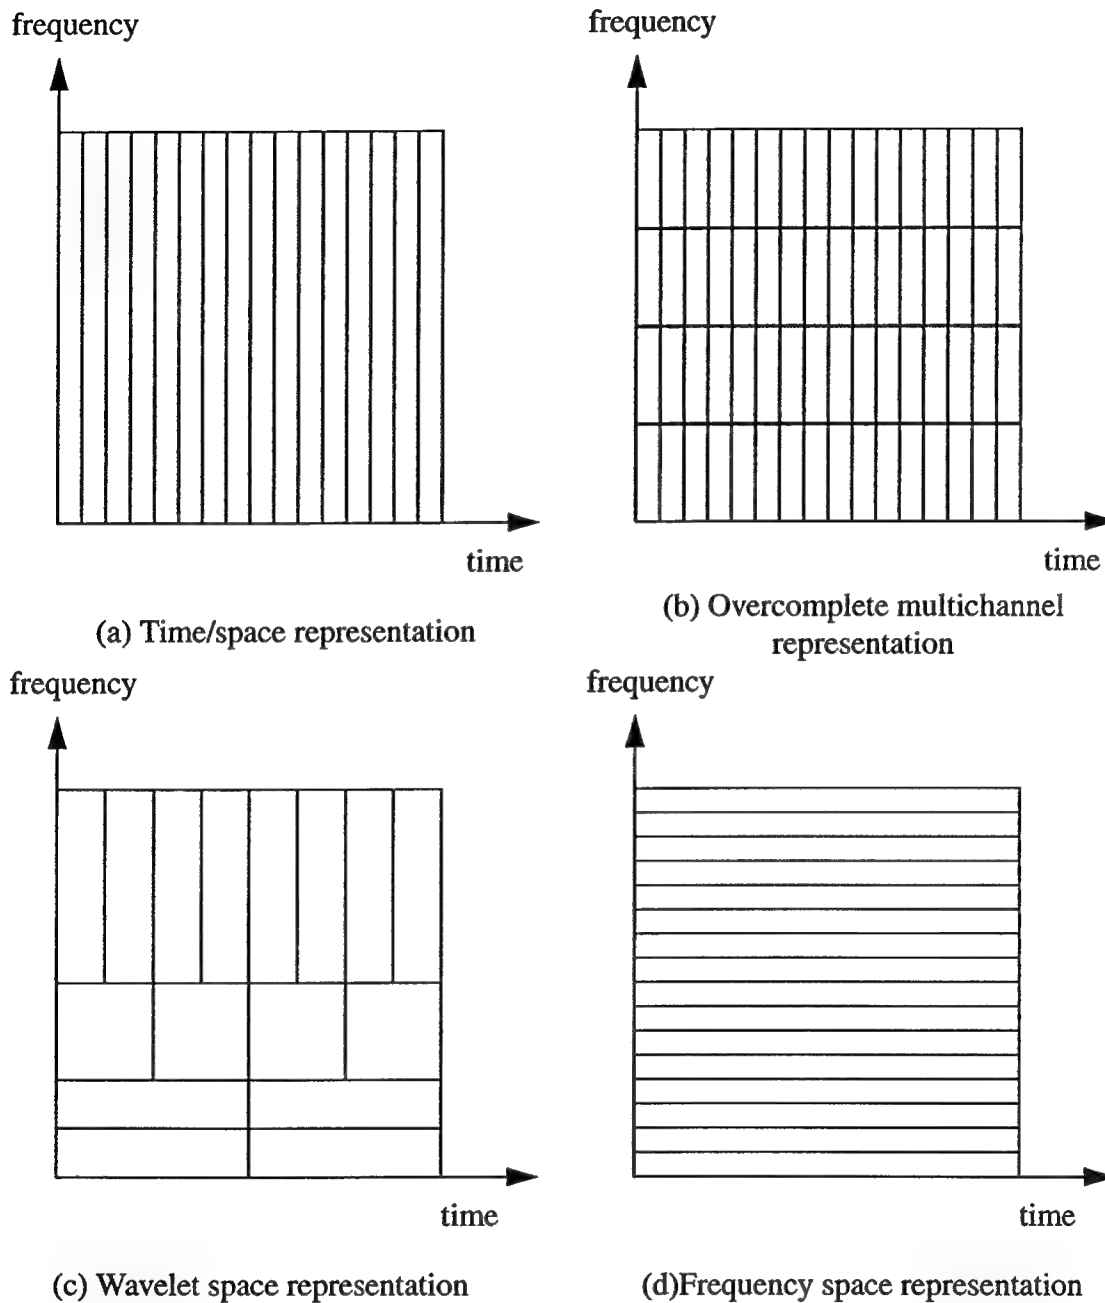 frequency
time
(a) Time/space representation
frequency
time
(b) Overcomplete multichannel
representation
frequency
time
(c) Wavelet space representation
frequency
time
(d)Frequency space representation